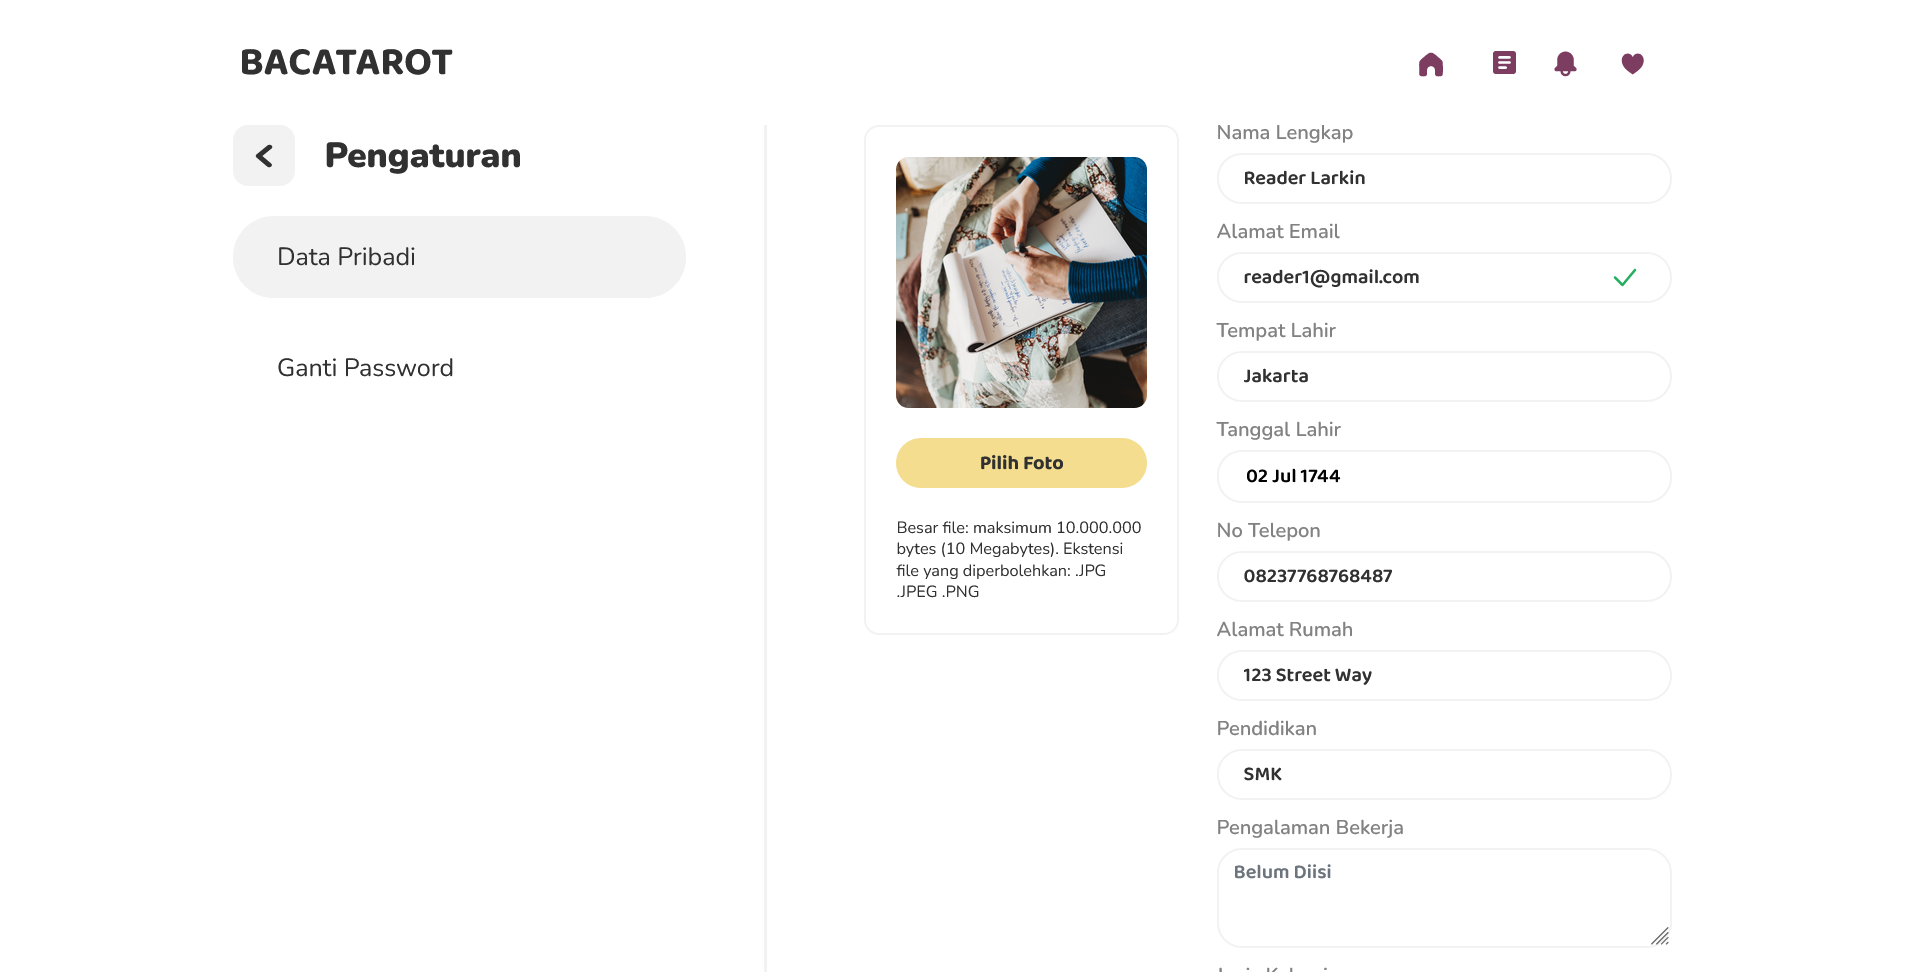 BACATAROT
Pengaturan
Data Pribadi
Ganti Password
Pilih Foto
Besar file: maksimum 10.000.000
bytes (10 Megabytes). Ekstensi
file yang diperbolehkan: .JPG
.JPEG .PNG
Nama Lengkap
Reader Larkin
Alamat Email
reader1@gmail.com
Tempat Lahir
Jakarta
Tanggal Lahir
02 Jul 1744
No Telepon
08237768768487
Alamat Rumah
123 Street Way
Pendidikan
SMK
Pengalaman Bekerja
Belum Diisi